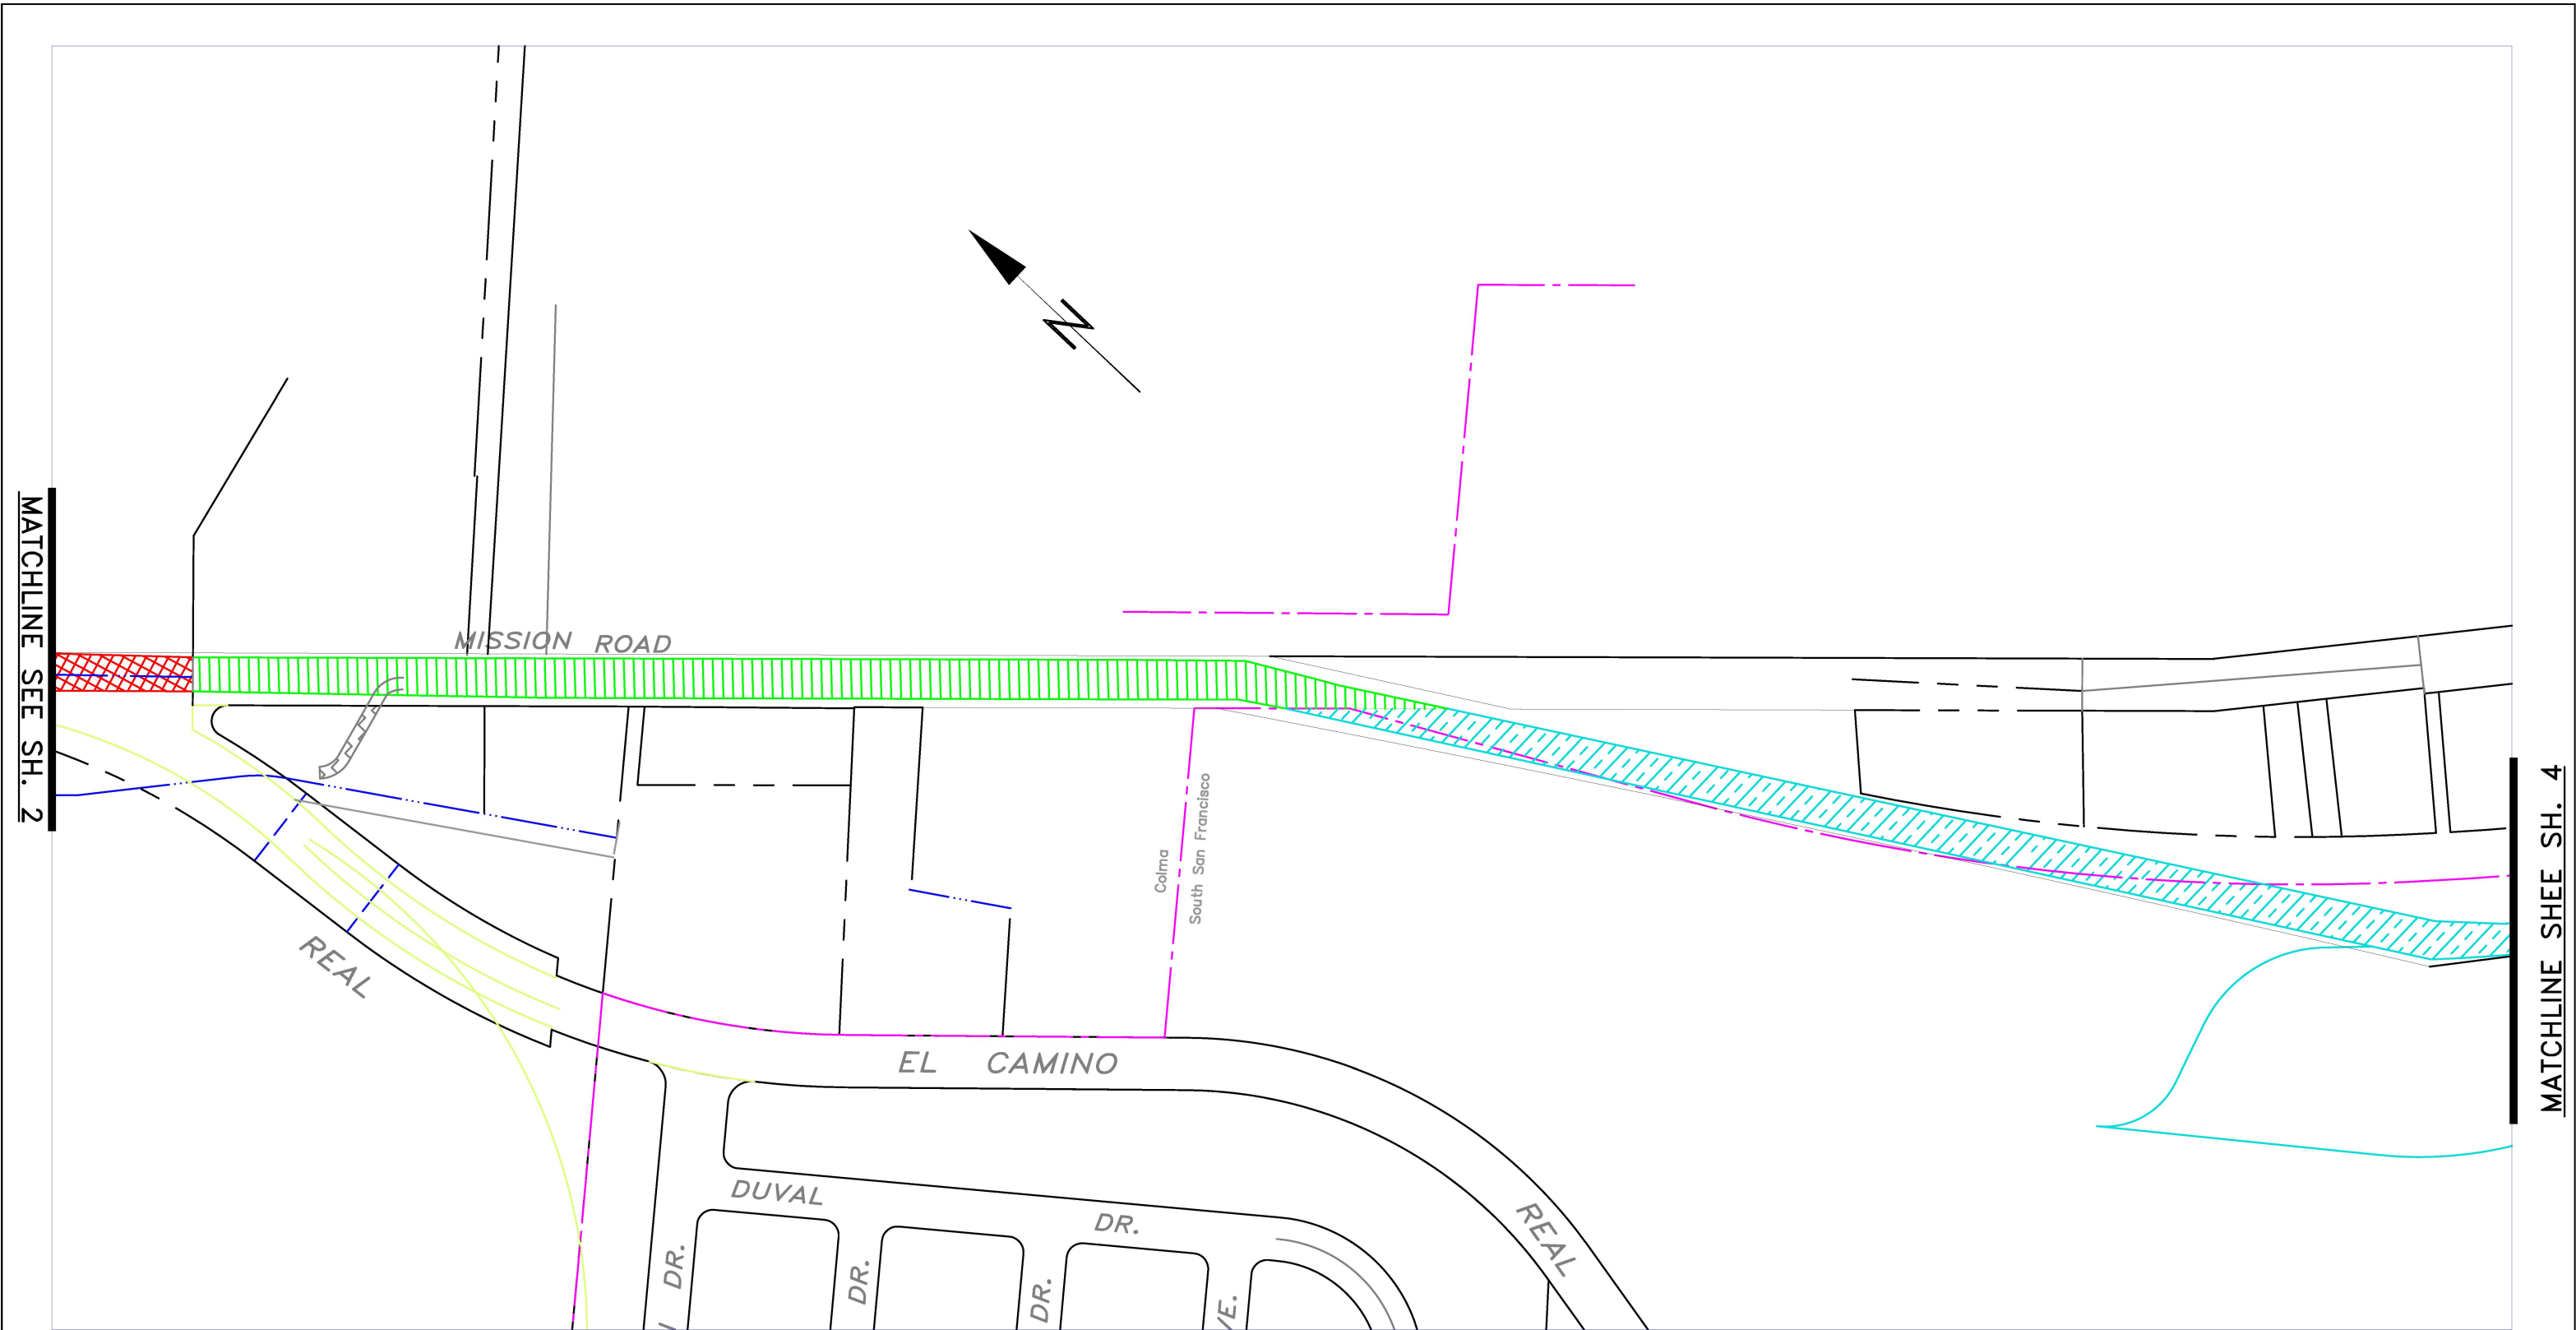 N
MISSION ROAD
MATCHLINE SEE SH. 2
MATCHLINE SHEE SH. 4
Colma
South San Francisco
REAL
EL CAMINO
REAL
DUVAL
DR.
DR.
DR.
DR.